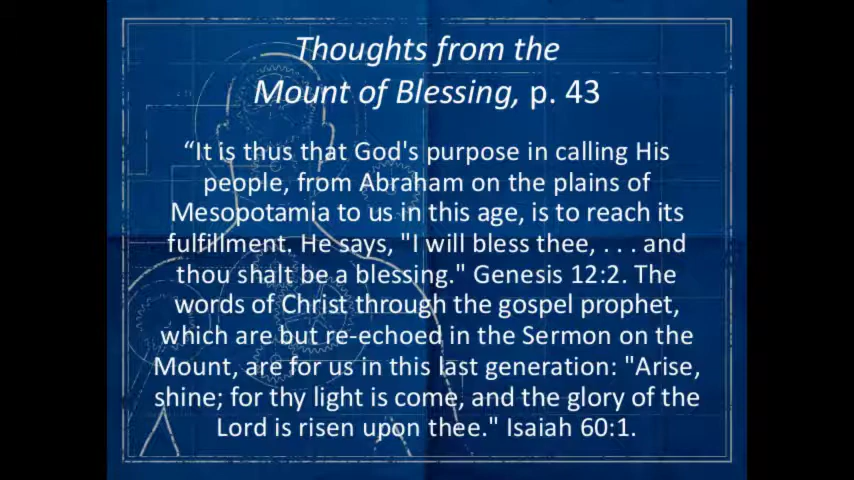 Thoughts from the
Mount of Blessing, p. 43
“It is thus that God's purpose in calling His
people, from Abraham on the plains of
Mesopotamia to us in this age, is to reach its
fulfillment. He says, "I will bless thee, . . . and
thou shalt be a blessing." Genesis 12:2. The
words of Christ through the gospel prophet,
which are but re-echoed in the Sermon on the
Mount, are for us in this last generation: "Arise,
shine; for thy light is come, and the glory of the
Lord is risen upon thee." Isaiah 60:1.